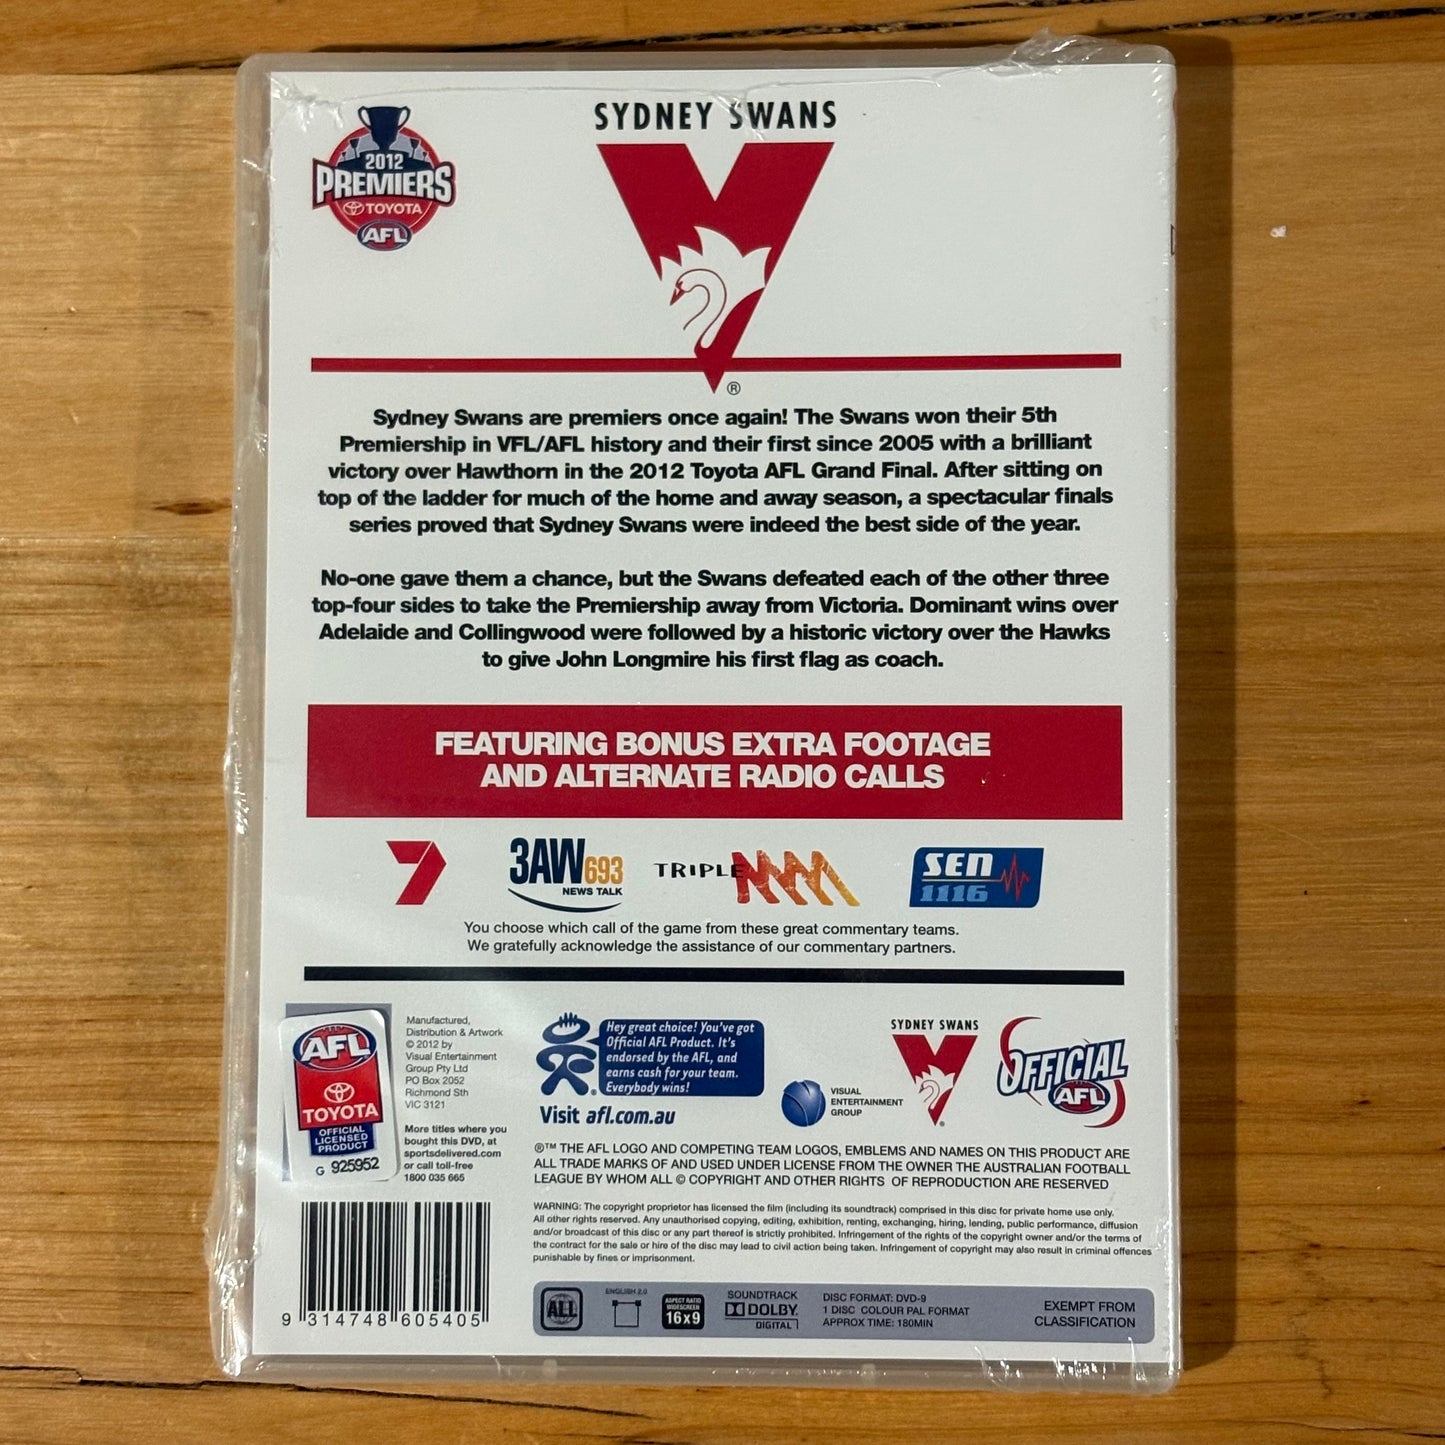 SYDNEY SWANS
2012
PREMIERS
TOYOTA
AFL
®
Sydney Swans are premiers once again! The Swans won their 5th
Premiership in VFL/AFL history and their first since 2005 with a brilliant
victory over Hawthorn in the 2012 Toyota AFL Grand Final. After sitting on
top of the ladder for much of the home and away season, a spectacular finals
series proved that Sydney Swans were indeed the best side of the year.
No-one gave them a chance, but the Swans defeated each of the other three
top-four sides to take the Premiership away from Victoria. Dominant wins over
Adelaide and Collingwood were followed by a historic victory over the Hawks
to give John Longmire his first flag as coach.
FEATURING BONUS EXTRA FOOTAGE
AND ALTERNATE RADIO CALLS
7
3AW 693
NEWS TALK
TRIPLE MMM
SEN
1116
You choose which call of the game from these great commentary teams.
We gratefully acknowledge the assistance of our commentary partners.
AFL
TOYOTA
OFFICIAL
LICENSED
PRODUCT
G 925952
Manufactured,
Distribution & Artwork
© 2012 by
Visual Entertainment
Group Pty Ltd
PO Box 2052
Richmond Sth
VIC 3121
More titles where you
bought this DVD, at
sportsdelivered.com
or call toll-free
1800 035 665
Hey great choice! You've got
Official AFL Product. It's
endorsed by the AFL, and
earns cash for your team.
Everybody wins!
Visit afl.com.au
VISUAL
ENTERTAINMENT
GROUP
SYDNEY SWANS
OFFICIAL
AFL
®™ THE AFL LOGO AND COMPETING TEAM LOGOS, EMBLEMS AND NAMES ON THIS PRODUCT ARE
ALL TRADE MARKS OF AND USED UNDER LICENSE FROM THE OWNER THE AUSTRALIAN FOOTBALL
LEAGUE BY WHOM ALL © COPYRIGHT AND OTHER RIGHTS OF REPRODUCTION ARE RESERVED
WARNING: The copyright proprietor has licensed the film (including its soundtrack) comprised in this disc for private home use only.
All other rights reserved. Any unauthorised copying, editing, exhibition, renting, exchanging, hiring, lending, public performance, diffusion
and/or broadcast of this disc or any part thereof is strictly prohibited. Infringement of the rights of the copyright owner and/or the terms of
the contract for the sale or hire of the disc may lead to civil action being taken. Infringement of copyright may also result in criminal offences
punishable by fines or imprisonment.
9 314748 605405
ALL
ENGLISH 2.0
ASPECT RATIO
WIDESCREEN
16x9
SOUNDTRACK
DOLBY
DIGITAL
DISC FORMAT: DVD-9
1 DISC COLOUR PAL FORMAT
APPROX TIME: 180MIN
EXEMPT FROM
CLASSIFICATION